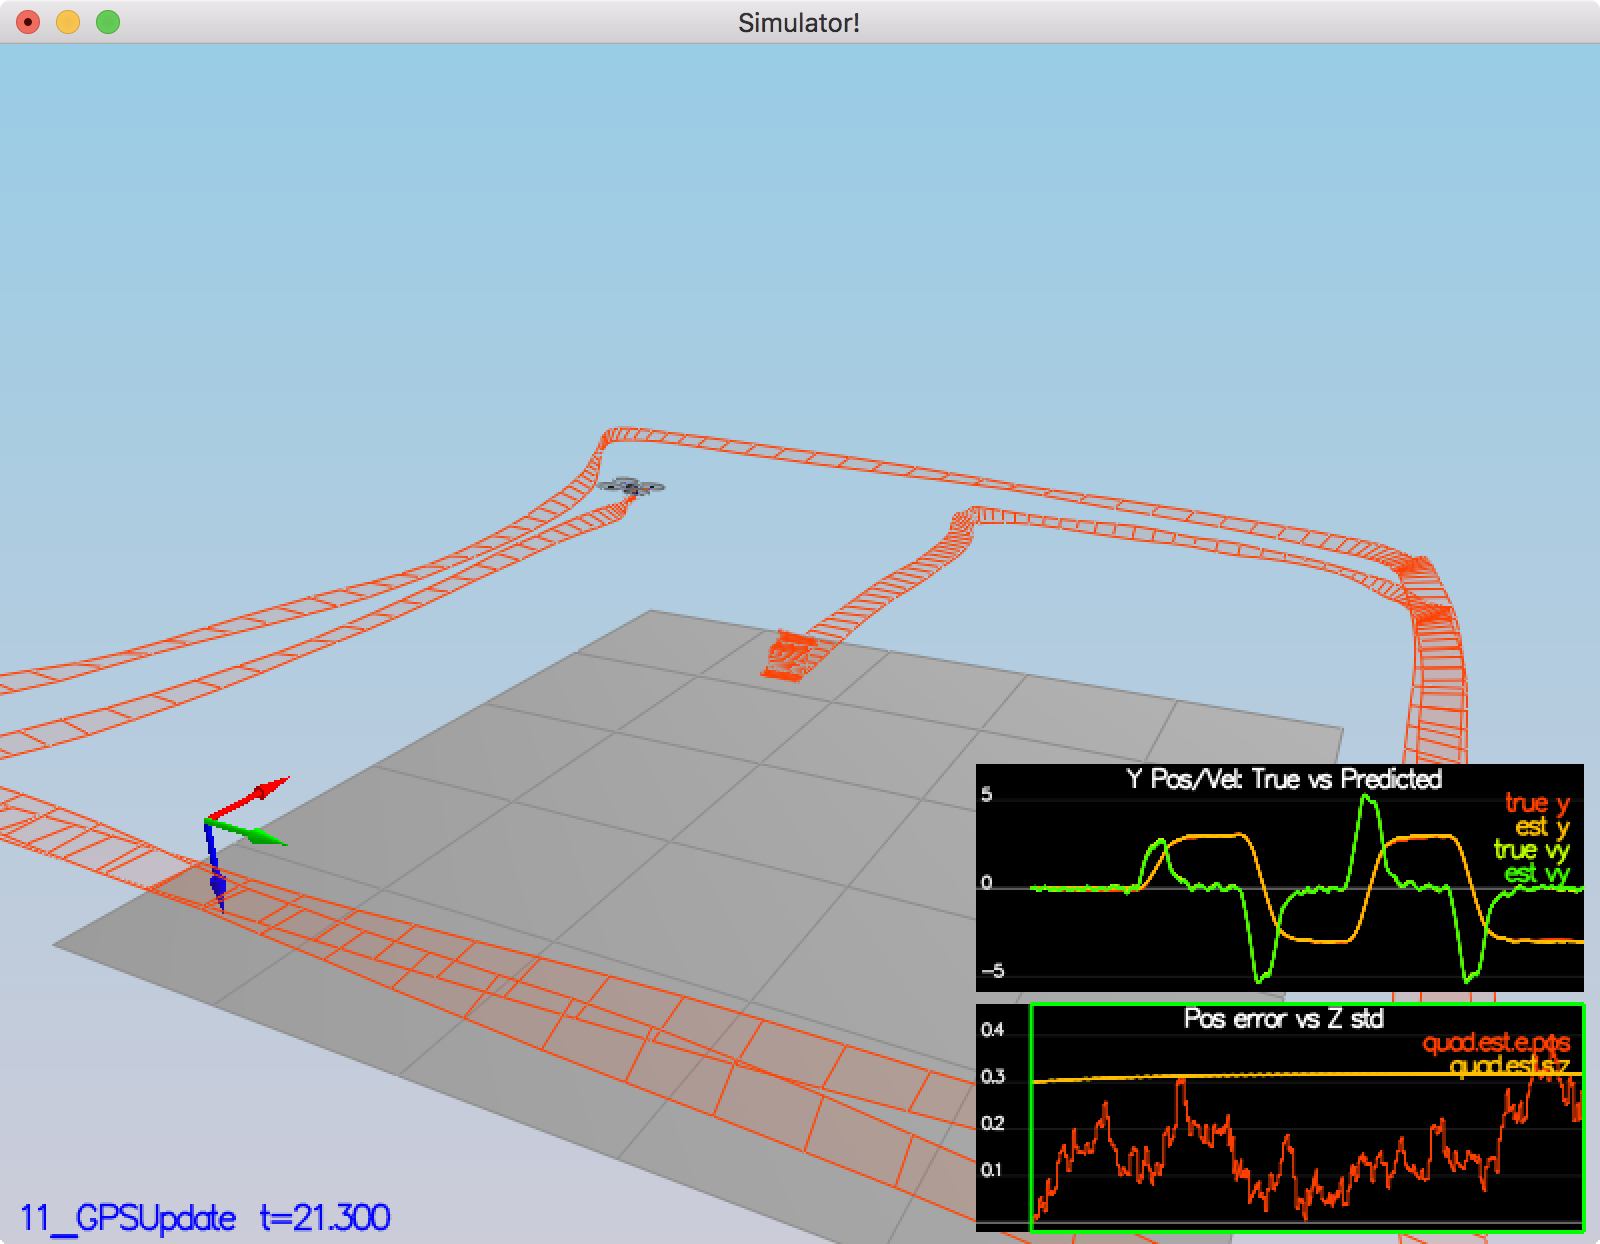 Simulator!
Y Pos/Vel: True vs Predicted
5
true y
est y
true vy
est vy
0
−5
Pos error vs Z std
0.4
quad.est.e.pos
quad.est.s.z
0.3
0.2
0.1
11_GPSUpdate t=21.300